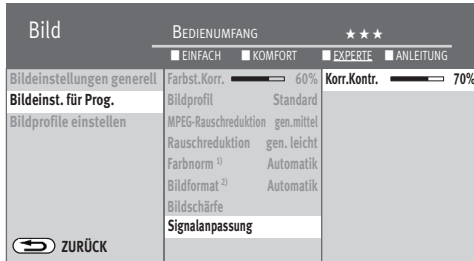 Bild
BEDIENUMFANG ★★★
EINFACH KOMFORT EXPERTE ANLEITUNG
Bildeinstellungen generell
Bildeinst. für Prog.
Bildprofile einstellen
Farbst.Korr. 60%
Bildprofil Standard
MPEG-Rauschreduktion gen.mittel
Rauschreduktion gen. leicht
Farbnorm 1) Automatik
Bildformat 2) Automatik
Bildschärfe
Signalanpassung
Korr.Kontr. 70%
ZURÜCK